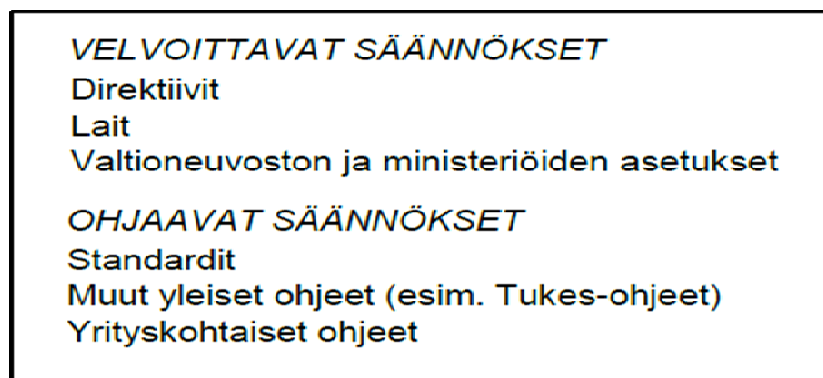 VELVOITTAVAT SÄÄNNÖKSET
Direktiivit
Lait
Valtioneuvoston ja ministeriöiden asetukset
OHJAAVAT SÄÄNNÖKSET
Standardit
Muut yleiset ohjeet (esim. Tukes-ohjeet)
Yrityskohtaiset ohjeet